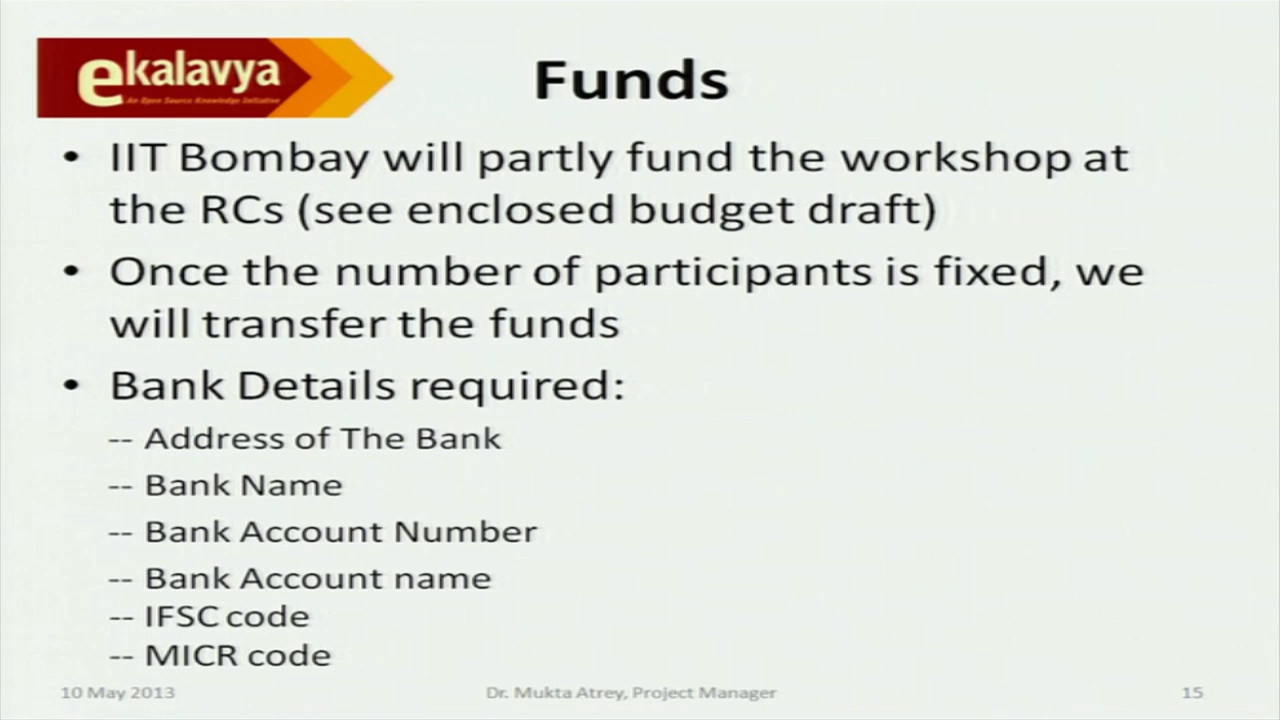 ekalavya
An Open Source Knowledge Initiative
Funds
• IIT Bombay will partly fund the workshop at
the RCs (see enclosed budget draft)
• Once the number of participants is fixed, we
will transfer the funds
• Bank Details required:
-- Address of The Bank
-- Bank Name
-- Bank Account Number
-- Bank Account name
-- IFSC code
-- MICR code
10 May 2013
Dr. Mukta Atrey, Project Manager
15